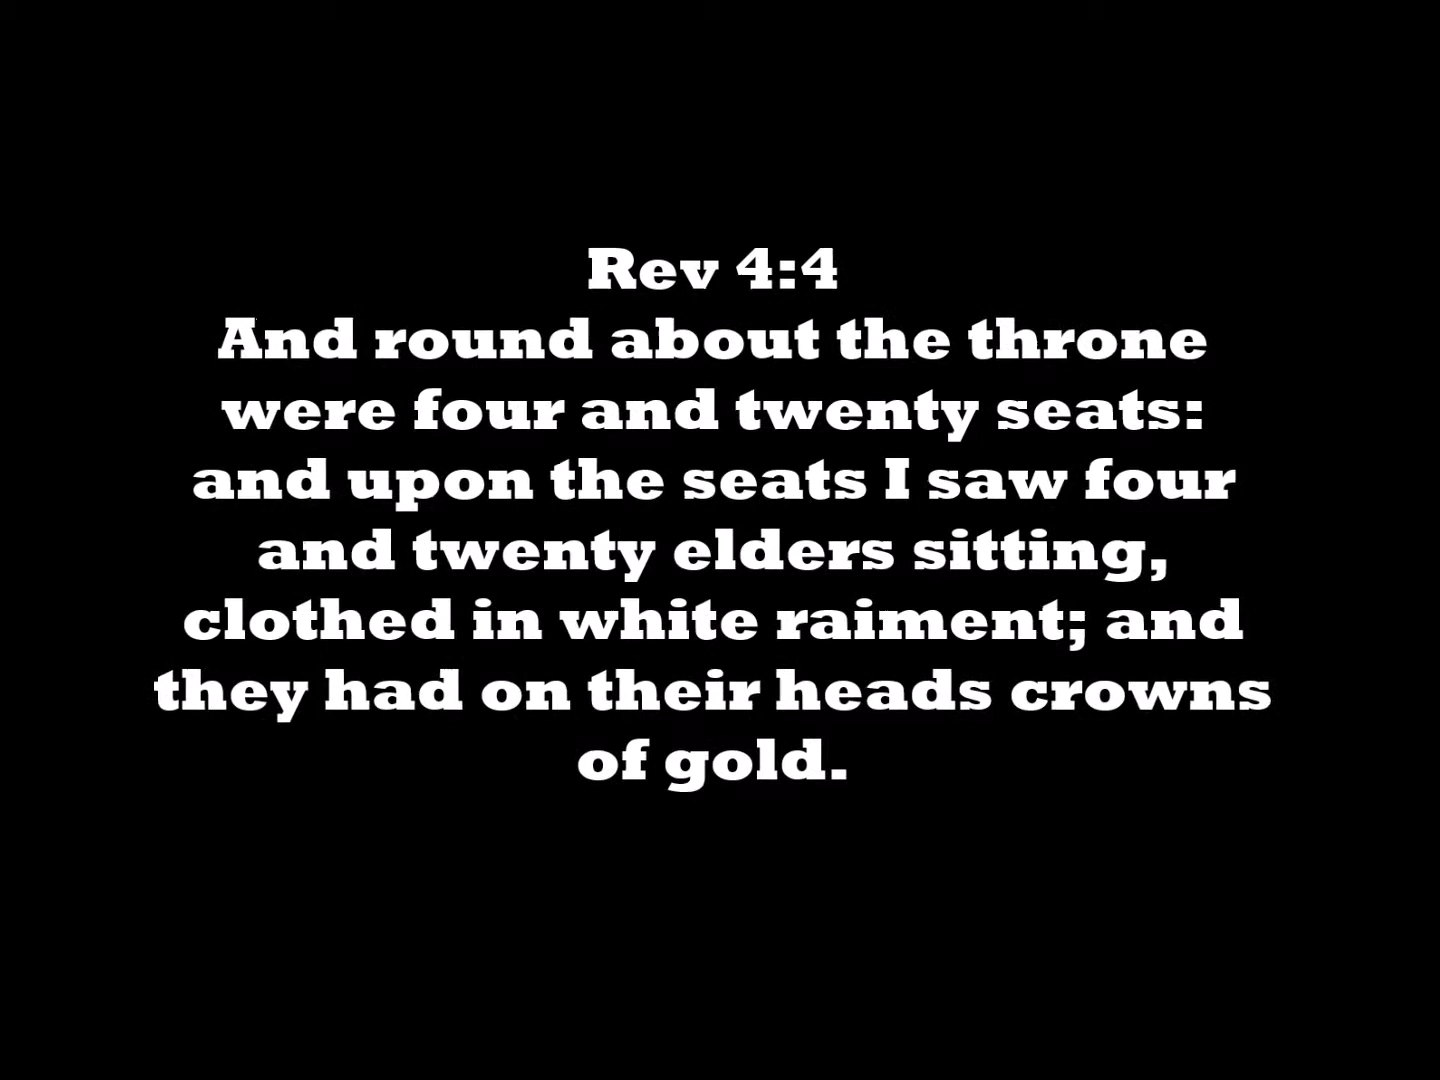 Rev 4:4
And round about the throne
were four and twenty seats:
and upon the seats I saw four
and twenty elders sitting,
clothed in white raiment; and
they had on their heads crowns
of gold.